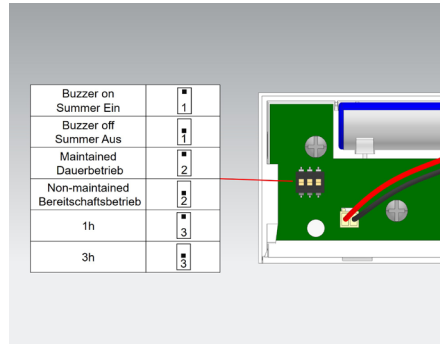 Buzzer on
Summer Ein
1
Buzzer off
Summer Aus
1
Maintained
Dauerbetrieb
2
Non-maintained
Bereitschaftsbetrieb
2
1h
3
3h
3